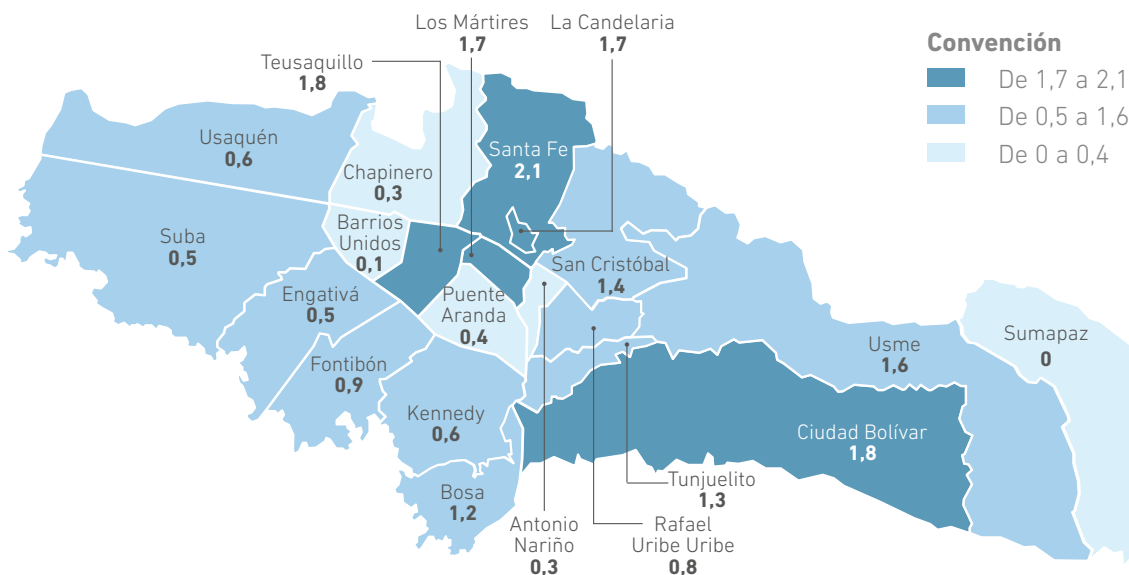 Los Mártires
1,7
La Candelaria
1,7
Teusaquillo
1,8
Convención
De 1,7 a 2,1
De 0,5 a 1,6
De 0 a 0,4
Usaquén
0,6
Chapinero
0,3
Santa Fe
2,1
Suba
0,5
Barrios
Unidos
0,1
San Cristóbal
1,4
Engativá
0,5
Puente
Aranda
0,4
Fontibón
0,9
Usme
1,6
Sumapaz
0
Kennedy
0,6
Ciudad Bolívar
1,8
Bosa
1,2
Tunjuelito
1,3
Antonio
Nariño
0,3
Rafael
Uribe Uribe
0,8